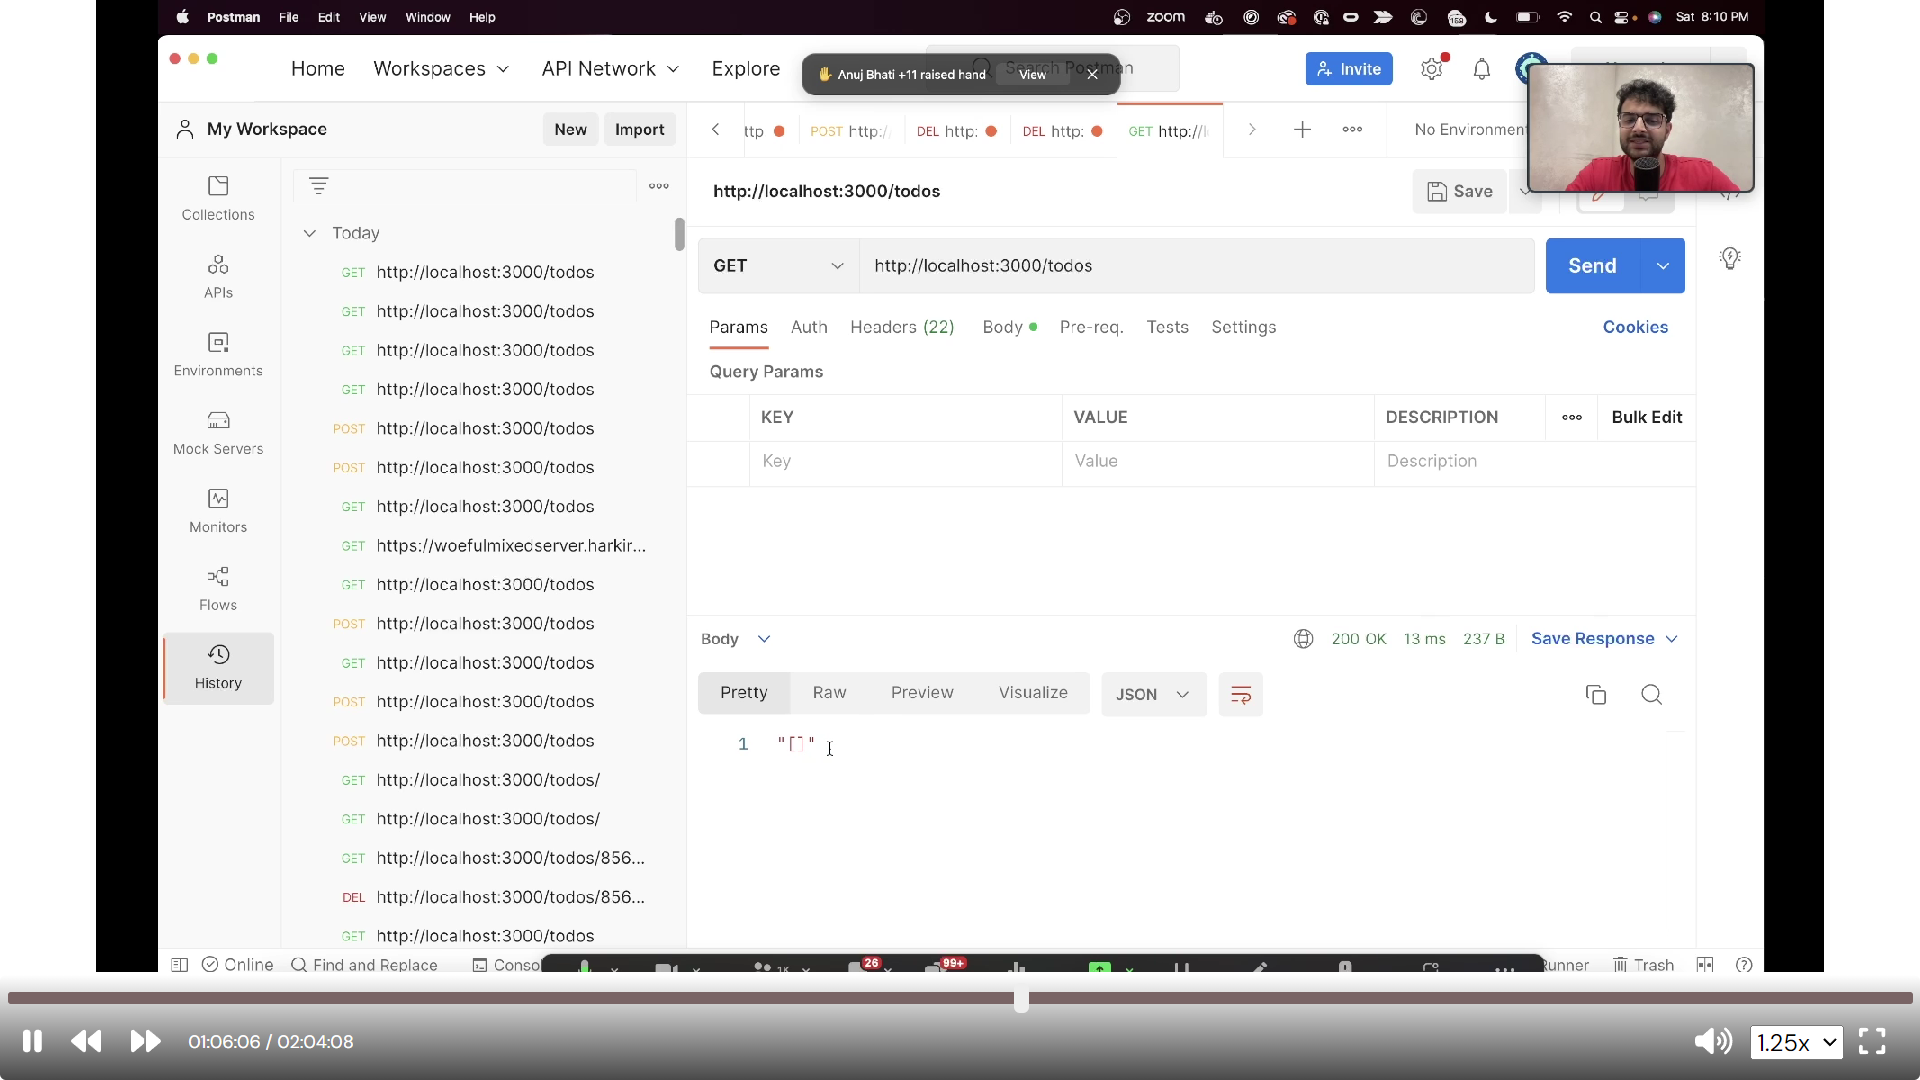 Postman File Edit View Window Help
zoom
159
Sat 8:10 PM
Home Workspaces API Network Explore
Anuj Bhati +11 raised hand View
Search Postman
Invite
My Workspace New Import
ttp POST http:/ DEL http: DEL http: GET http://l
No Environment
Collections
APIs
Environments
Mock Servers
Monitors
Flows
History
Today
GET http://localhost:3000/todos
GET http://localhost:3000/todos
GET http://localhost:3000/todos
GET http://localhost:3000/todos
POST http://localhost:3000/todos
POST http://localhost:3000/todos
GET http://localhost:3000/todos
GET https://woefulmixedserver.harkir...
GET http://localhost:3000/todos
POST http://localhost:3000/todos
GET http://localhost:3000/todos
POST http://localhost:3000/todos
POST http://localhost:3000/todos
GET http://localhost:3000/todos/
GET http://localhost:3000/todos/
GET http://localhost:3000/todos/856...
DEL http://localhost:3000/todos/856...
GET http://localhost:3000/todos
http://localhost:3000/todos
Save
GET http://localhost:3000/todos
Send
Params Auth Headers (22) Body Pre-req. Tests Settings
Cookies
Query Params
KEY VALUE DESCRIPTION Bulk Edit
Key Value Description
Body
200 OK 13 ms 237 B Save Response
Pretty Raw Preview Visualize JSON
1 "[]"
Online Find and Replace Conso
1K 26 99+
Runner Trash
01:06:06 / 02:04:08
1.25x